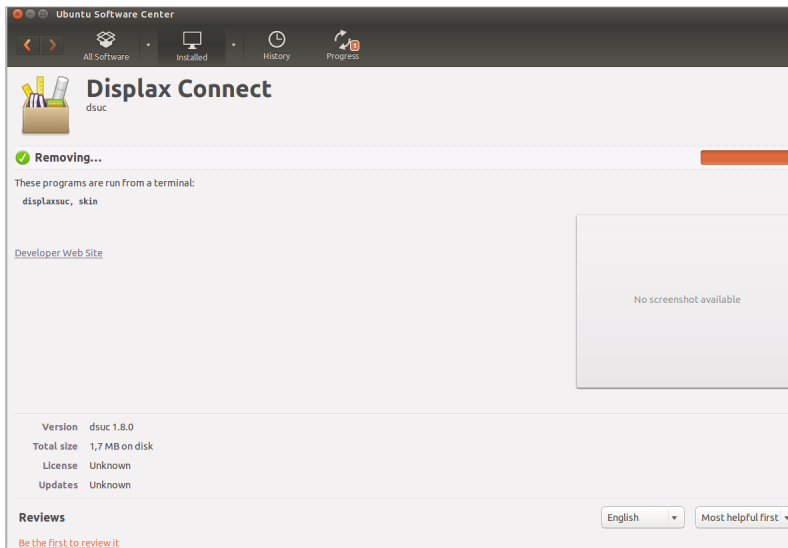 Ubuntu Software Center
All Software
Installed
History
Progress
1
Displax Connect
dsuc
Removing...
These programs are run from a terminal:
displaxsuc, skin
Developer Web Site
No screenshot available
Version dsuc 1.8.0
Total size 1,7 MB on disk
License Unknown
Updates Unknown
Reviews
English
Most helpful first
Be the first to review it